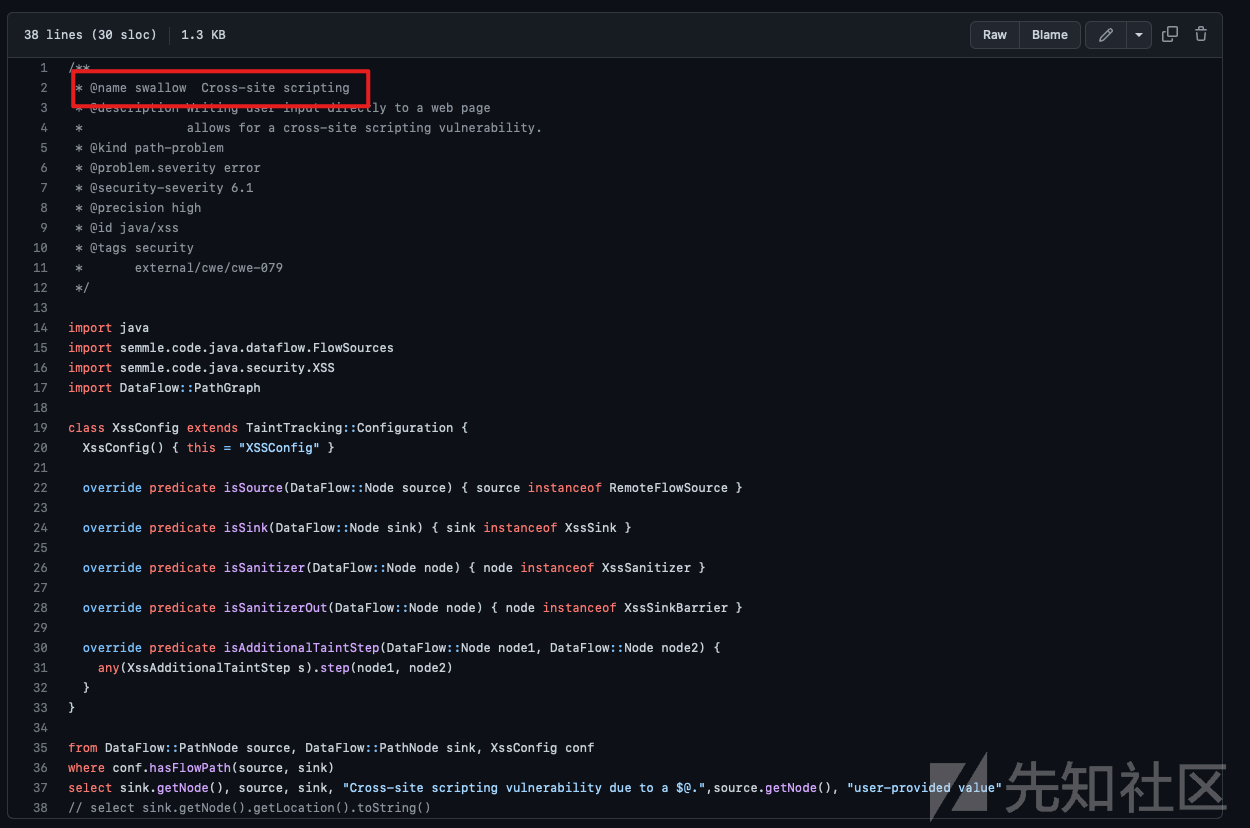 38 lines (30 sloc) 1.3 KB Raw Blame
1 /**
2 * @name swallow  Cross-site scripting
3 * @description Writing user input directly to a web page
4 *              allows for a cross-site scripting vulnerability.
5 * @kind path-problem
6 * @problem.severity error
7 * @security-severity 6.1
8 * @precision high
9 * @id java/xss
10 * @tags security
11 *       external/cwe/cwe-079
12 */
13
14 import java
15 import semmle.code.java.dataflow.FlowSources
16 import semmle.code.java.security.XSS
17 import DataFlow::PathGraph
18
19 class XssConfig extends TaintTracking::Configuration {
20   XssConfig() { this = "XSSConfig" }
21
22   override predicate isSource(DataFlow::Node source) { source instanceof RemoteFlowSource }
23
24   override predicate isSink(DataFlow::Node sink) { sink instanceof XssSink }
25
26   override predicate isSanitizer(DataFlow::Node node) { node instanceof XssSanitizer }
27
28   override predicate isSanitizerOut(DataFlow::Node node) { node instanceof XssSinkBarrier }
29
30   override predicate isAdditionalTaintStep(DataFlow::Node node1, DataFlow::Node node2) {
31     any(XssAdditionalTaintStep s).step(node1, node2)
32   }
33 }
34
35 from DataFlow::PathNode source, DataFlow::PathNode sink, XssConfig conf
36 where conf.hasFlowPath(source, sink)
37 select sink.getNode(), source, sink, "Cross-site scripting vulnerability due to a $@.",source.getNode(), "user-provided value"
38 // select sink.getNode().getLocation().toString()
先知社区